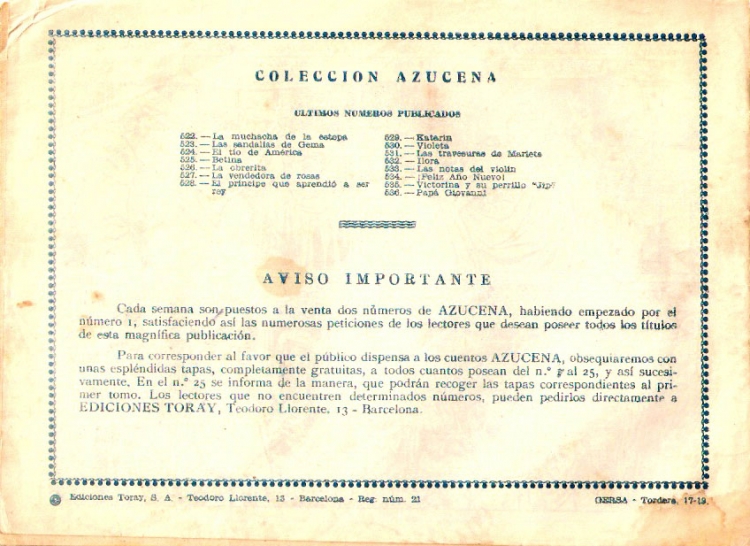 COLECCION AZUCENA
ULTIMOS NUMEROS PUBLICADOS
522.—La muchacha de la estepa
523.—Las sandalias de Gema
524.—El tío de América
525.—Betina
526.—La obrerita
527.—La vendedora de rosas
528.—El príncipe que aprendió a ser
rey
529.—Katarin
530.—Violeta
531.—Las travesuras de Marieta
532.—Ilora
533.—Las notas del violín
534.—¡Feliz Año Nuevo!
535.—Victorina y su perrillo "Jip"
536.—Papá Giovanni
AVISO IMPORTANTE
Cada semana son puestos a la venta dos números de AZUCENA, habiendo empezado por el
número 1, satisfaciendo así las numerosas peticiones de los lectores que desean poseer todos los títulos
de esta magnífica publicación.
Para corresponder al favor que el público dispensa a los cuentos AZUCENA, obsequiaremos con
unas espléndidas tapas, completamente gratuitas, a todos cuantos posean del n.° 1 al 25, y así sucesi-
vamente. En el n.° 25 se informa de la manera, que podrán recoger las tapas correspondientes al pri-
mer tomo. Los lectores que no encuentren determinados números, pueden pedirlos directamente a
EDICIONES TORAY, Teodoro Llorente, 13 - Barcelona.
Ediciones Toray, S. A. - Teodoro Llorente, 13 - Barcelona - Reg. núm. 21
GERSA - Tordera, 17-19.